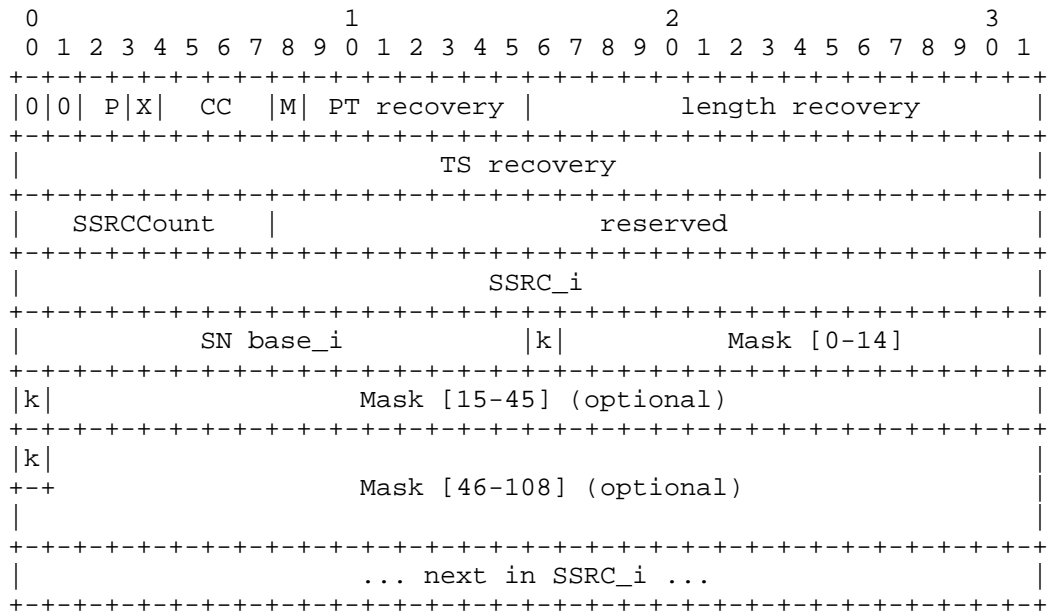 0                   1                   2                   3
 0 1 2 3 4 5 6 7 8 9 0 1 2 3 4 5 6 7 8 9 0 1 2 3 4 5 6 7 8 9 0 1
+-+-+-+-+-+-+-+-+-+-+-+-+-+-+-+-+-+-+-+-+-+-+-+-+-+-+-+-+-+-+-+-+
|0|0| P|X|  CC   |M| PT recovery |         length recovery       |
+-+-+-+-+-+-+-+-+-+-+-+-+-+-+-+-+-+-+-+-+-+-+-+-+-+-+-+-+-+-+-+-+
|                          TS recovery                          |
+-+-+-+-+-+-+-+-+-+-+-+-+-+-+-+-+-+-+-+-+-+-+-+-+-+-+-+-+-+-+-+-+
|   SSRCCount   |                    reserved                   |
+-+-+-+-+-+-+-+-+-+-+-+-+-+-+-+-+-+-+-+-+-+-+-+-+-+-+-+-+-+-+-+-+
|                             SSRC_i                            |
+-+-+-+-+-+-+-+-+-+-+-+-+-+-+-+-+-+-+-+-+-+-+-+-+-+-+-+-+-+-+-+-+
|           SN base_i           |k|          Mask [0-14]        |
+-+-+-+-+-+-+-+-+-+-+-+-+-+-+-+-+-+-+-+-+-+-+-+-+-+-+-+-+-+-+-+-+
|k|                   Mask [15-45] (optional)                   |
+-+-+-+-+-+-+-+-+-+-+-+-+-+-+-+-+-+-+-+-+-+-+-+-+-+-+-+-+-+-+-+-+
|k|                                                             |
+-+                   Mask [46-108] (optional)                  |
|                                                               |
+-+-+-+-+-+-+-+-+-+-+-+-+-+-+-+-+-+-+-+-+-+-+-+-+-+-+-+-+-+-+-+-+
|                     ... next in SSRC_i ...                    |
+-+-+-+-+-+-+-+-+-+-+-+-+-+-+-+-+-+-+-+-+-+-+-+-+-+-+-+-+-+-+-+-+